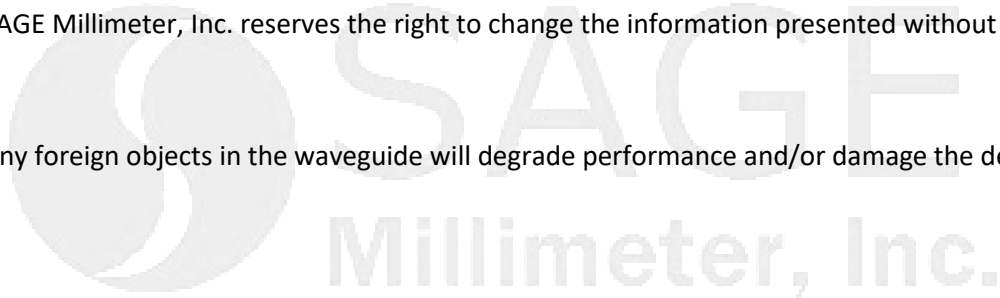 AGE Millimeter, Inc. reserves the right to change the information presented without
SAGE
ny foreign objects in the waveguide will degrade performance and/or damage the de
Millimeter, Inc.